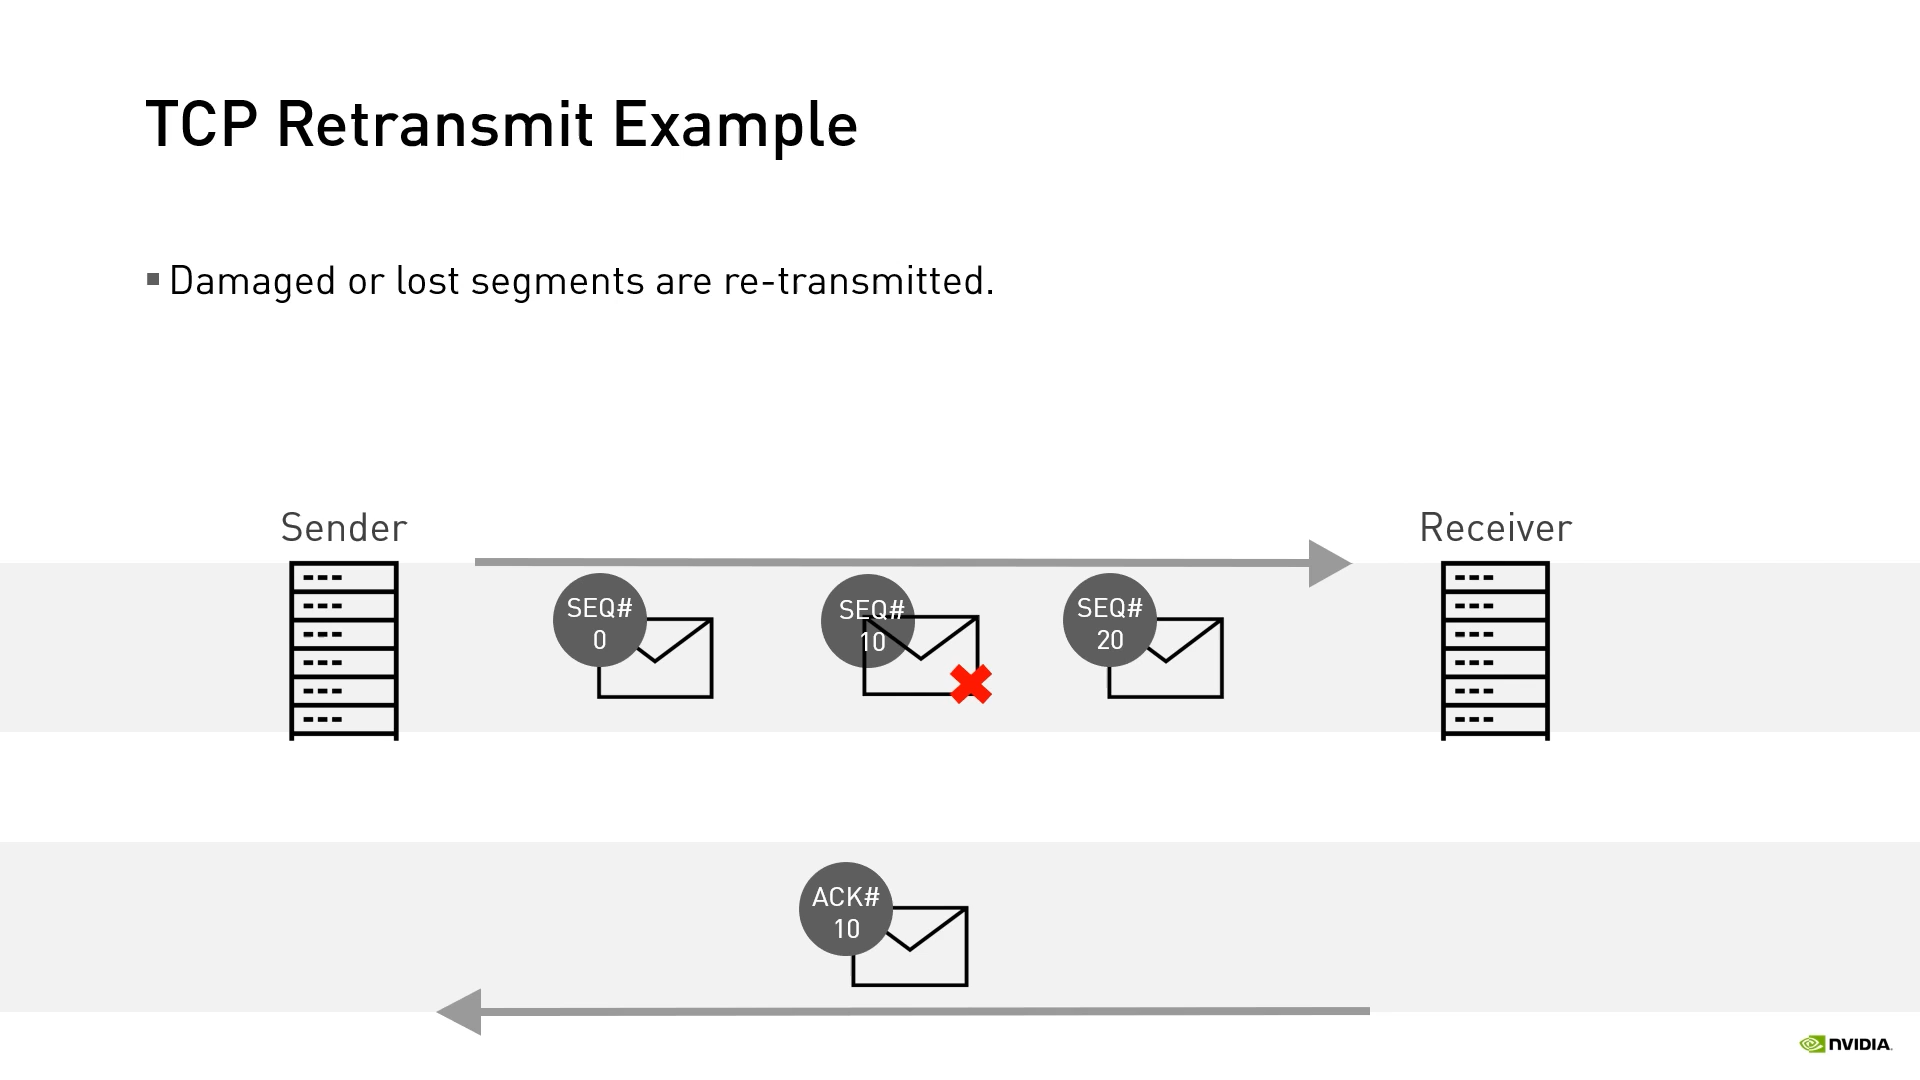 TCP Retransmit Example
▪ Damaged or lost segments are re-transmitted.
Sender
Receiver
SEQ#
0
SEQ#
10
SEQ#
20
ACK#
10
NVIDIA.